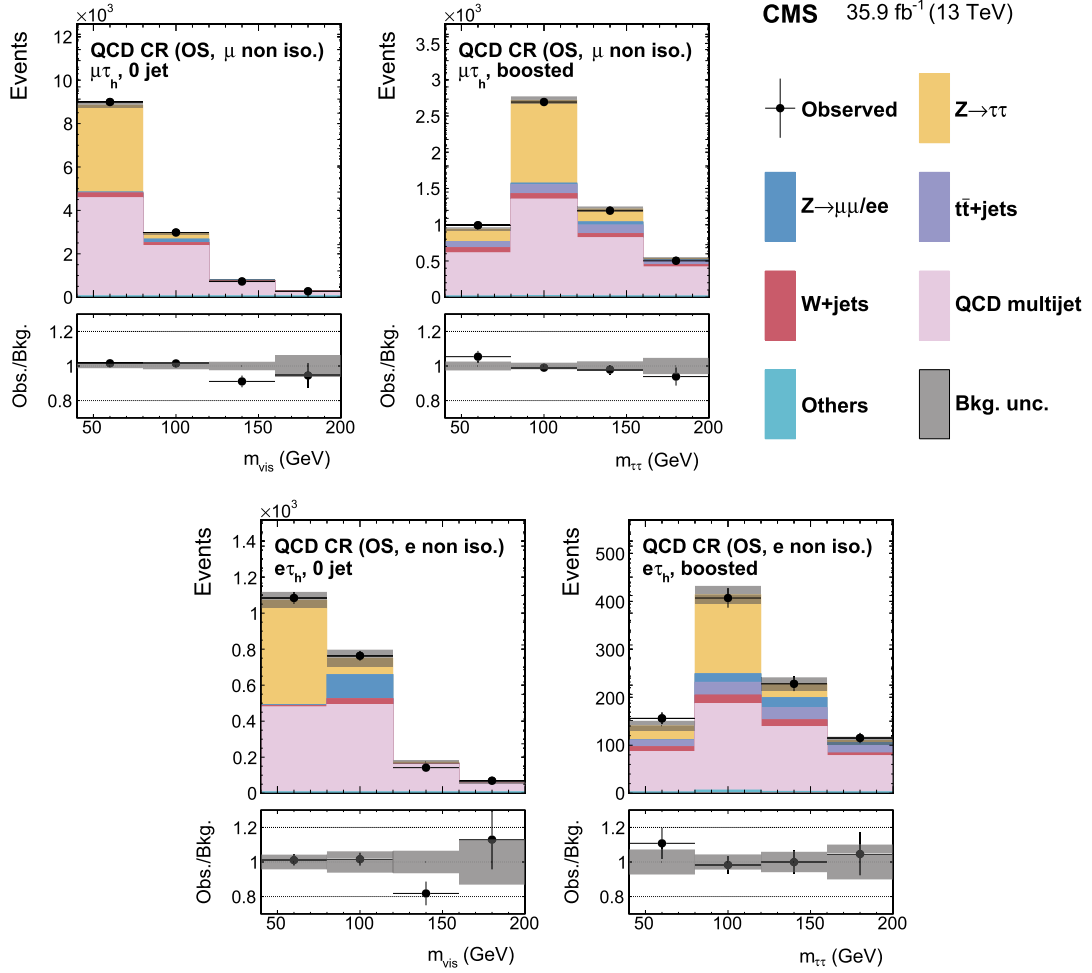 ×10³
QCD CR (OS, μ non iso.)
μτₕ, 0 jet
Events
12
10
8
6
4
2
0
Obs./Bkg.
1.2
1
0.8
50 100 150 200
m_vis (GeV)
×10³
QCD CR (OS, μ non iso.)
μτₕ, boosted
Events
3.5
3
2.5
2
1.5
1
0.5
0
Obs./Bkg.
1.2
1
0.8
50 100 150 200
m_ττ (GeV)
CMS 35.9 fb⁻¹ (13 TeV)
Observed
Z→ττ
Z→μμ/ee
tt̄+jets
W+jets
QCD multijet
Others
Bkg. unc.
×10³
QCD CR (OS, e non iso.)
eτₕ, 0 jet
Events
1.4
1.2
1
0.8
0.6
0.4
0.2
0
Obs./Bkg.
1.2
1
0.8
50 100 150 200
m_vis (GeV)
QCD CR (OS, e non iso.)
eτₕ, boosted
Events
500
400
300
200
100
0
Obs./Bkg.
1.2
1
0.8
50 100 150 200
m_ττ (GeV)